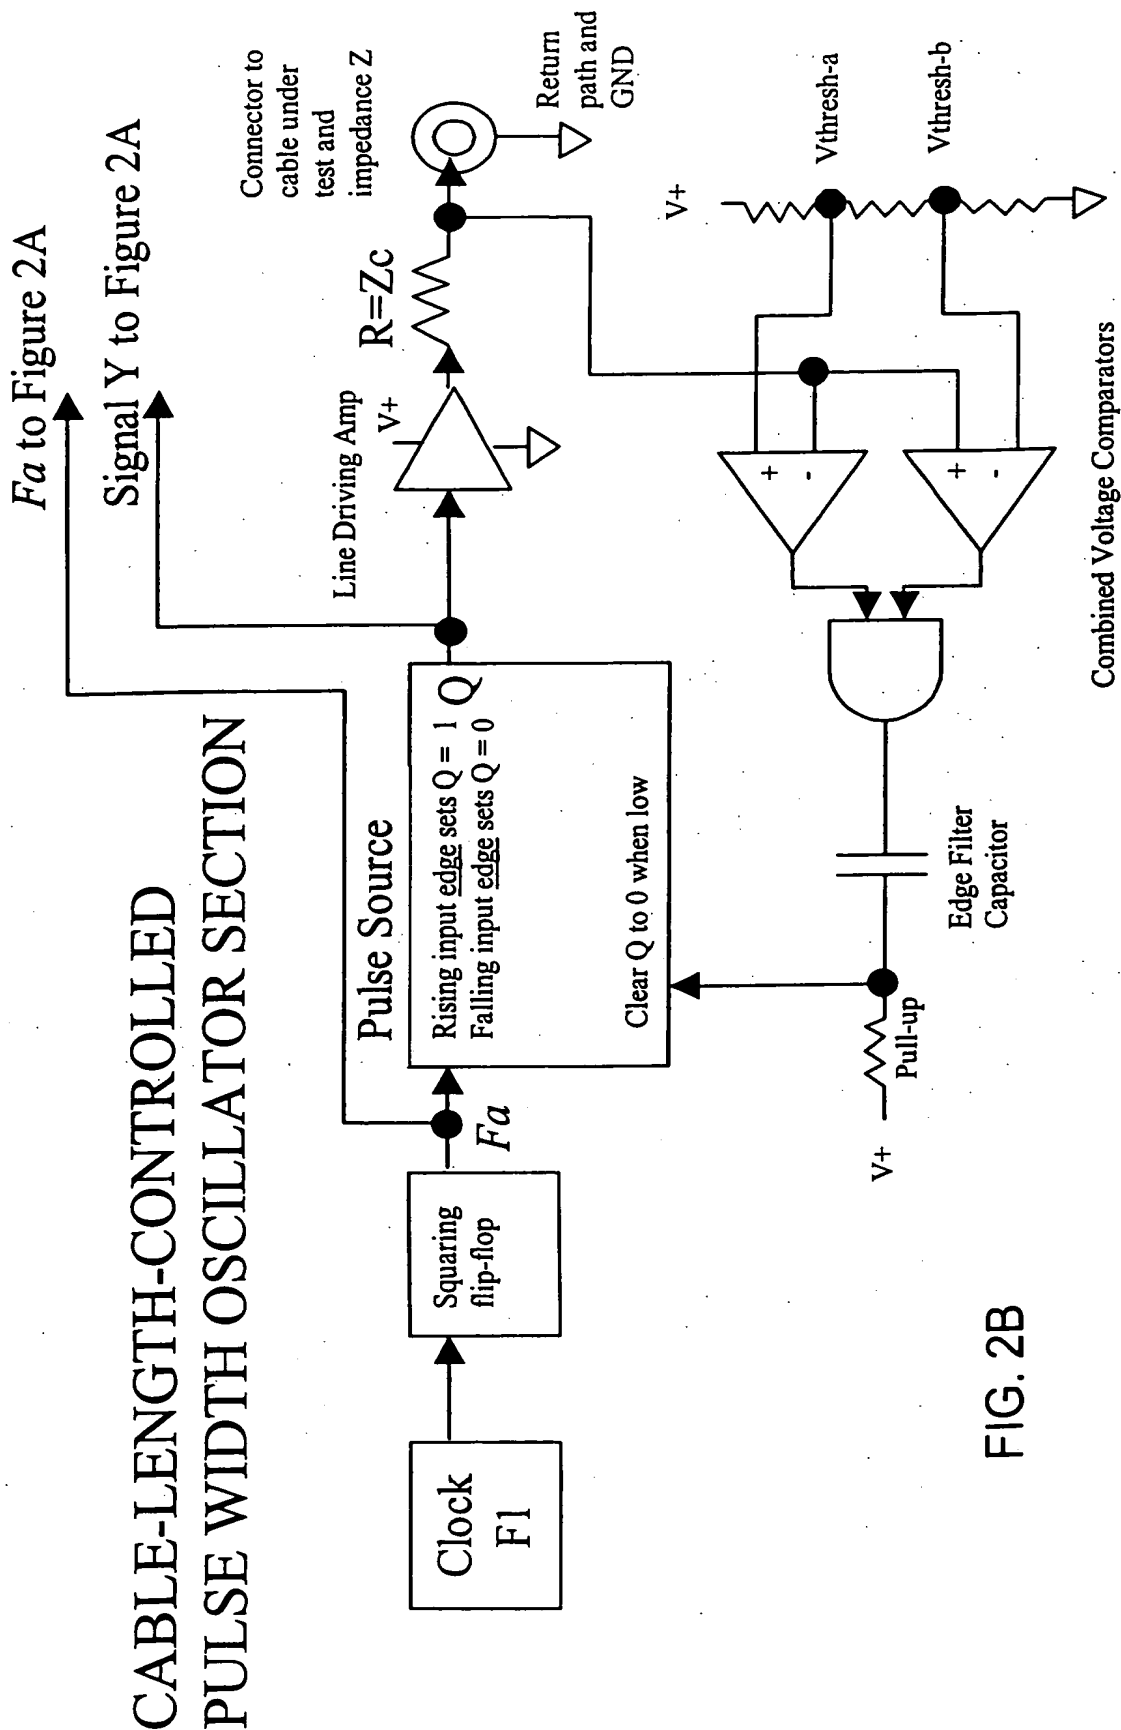 CABLE-LENGTH-CONTROLLED
PULSE WIDTH OSCILLATOR SECTION
Fa to Figure 2A
Signal Y to Figure 2A
Clock
F1
Squaring
flip-flop
Fa
Pulse Source
Rising input edge sets Q = 1
Falling input edge sets Q = 0
Q
Clear Q to 0 when low
Line Driving Amp
V+
R=Zc
Connector to
cable under
test and
impedance Z
Return
path and
GND
V+
Pull-up
Edge Filter
Capacitor
+
-
+
-
V+
Vthresh-a
Vthresh-b
Combined Voltage Comparators
FIG. 2B